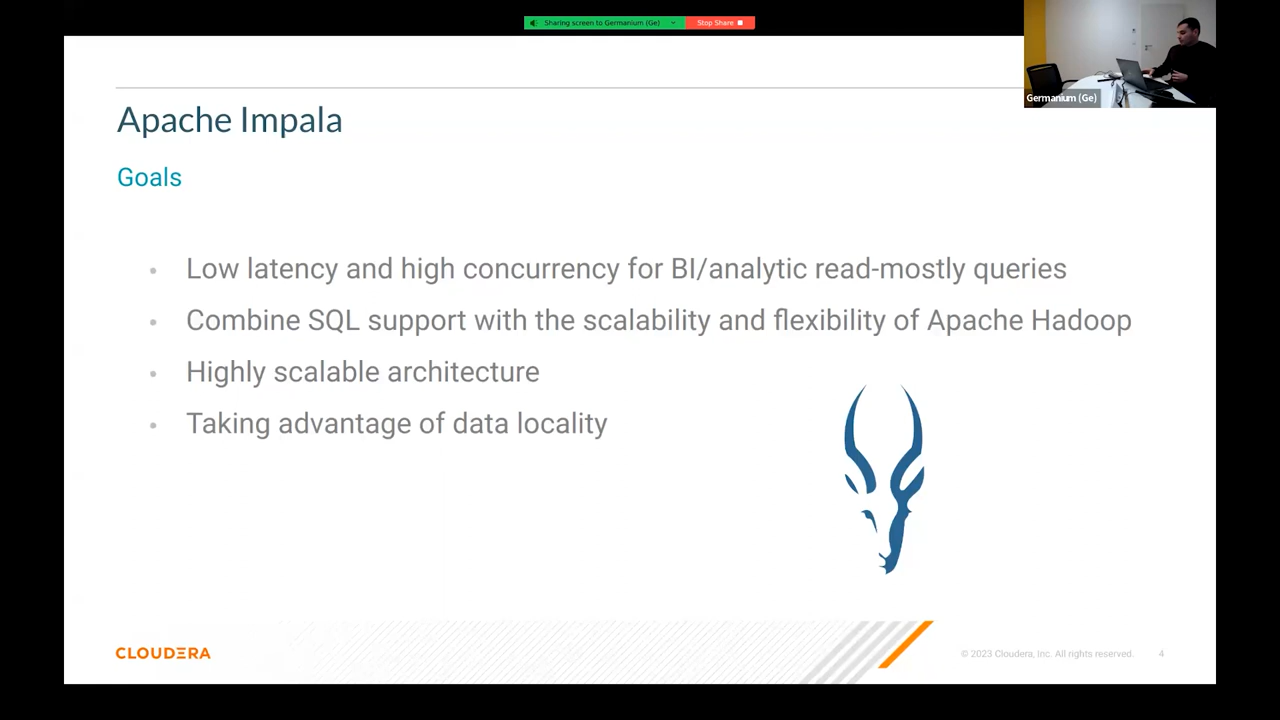 Sharing screen to Germanium (Ge)
Stop Share
Germanium (Ge)
Apache Impala
Goals
• Low latency and high concurrency for BI/analytic read-mostly queries
• Combine SQL support with the scalability and flexibility of Apache Hadoop
• Highly scalable architecture
• Taking advantage of data locality
CLOUDERA
© 2023 Cloudera, Inc. All rights reserved.
4